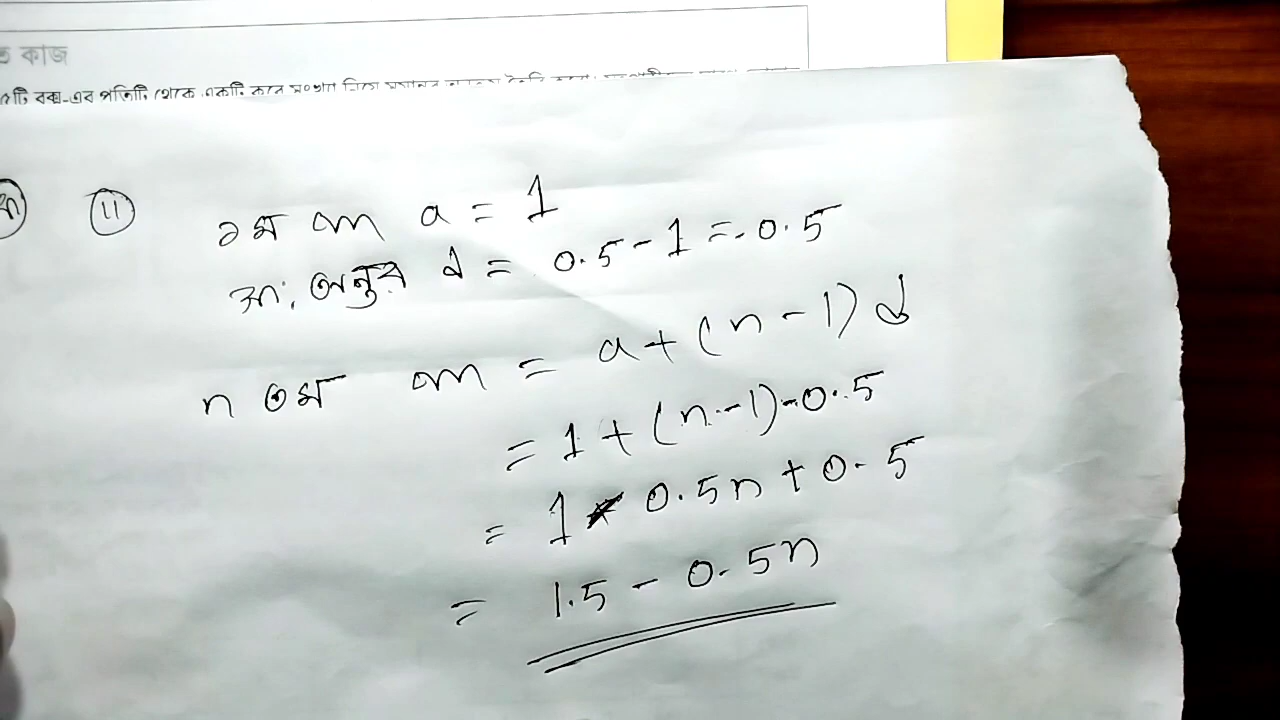 কাজ
ক ii
১ম পদ a = 1
সা: অনুর d = 0.5 - 1 = -0.5
n তম পদ = a + (n - 1) d
= 1 + (n - 1) - 0.5
= 1 - 0.5n + 0.5
= 1.5 - 0.5n